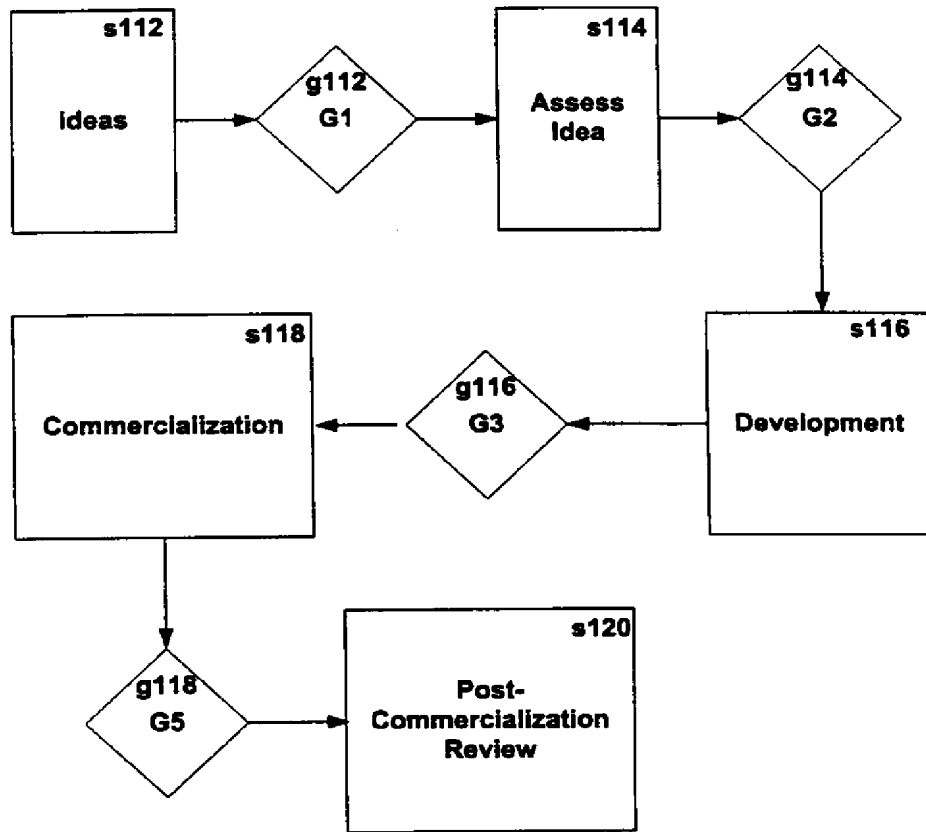 s112
ideas
g112
G1
s114
Assess
Idea
g114
G2
s116
Development
g116
G3
s118
Commercialization
g118
G5
s120
Post-
Commercialization
Review